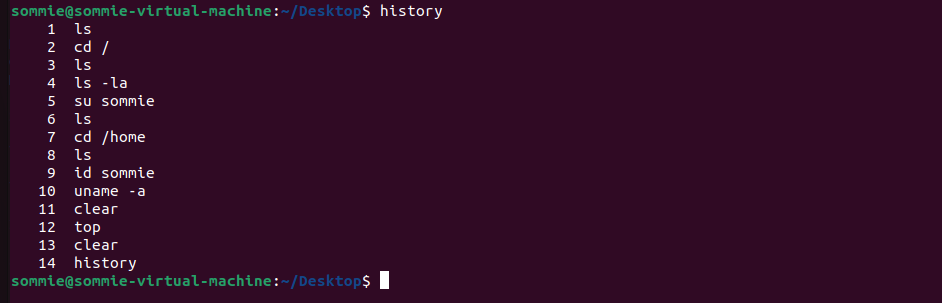 sommie@sommie-virtual-machine:~/Desktop$ history
1 ls
2 cd /
3 ls
4 ls -la
5 su sommie
6 ls
7 cd /home
8 ls
9 id sommie
10 uname -a
11 clear
12 top
13 clear
14 history
sommie@sommie-virtual-machine:~/Desktop$